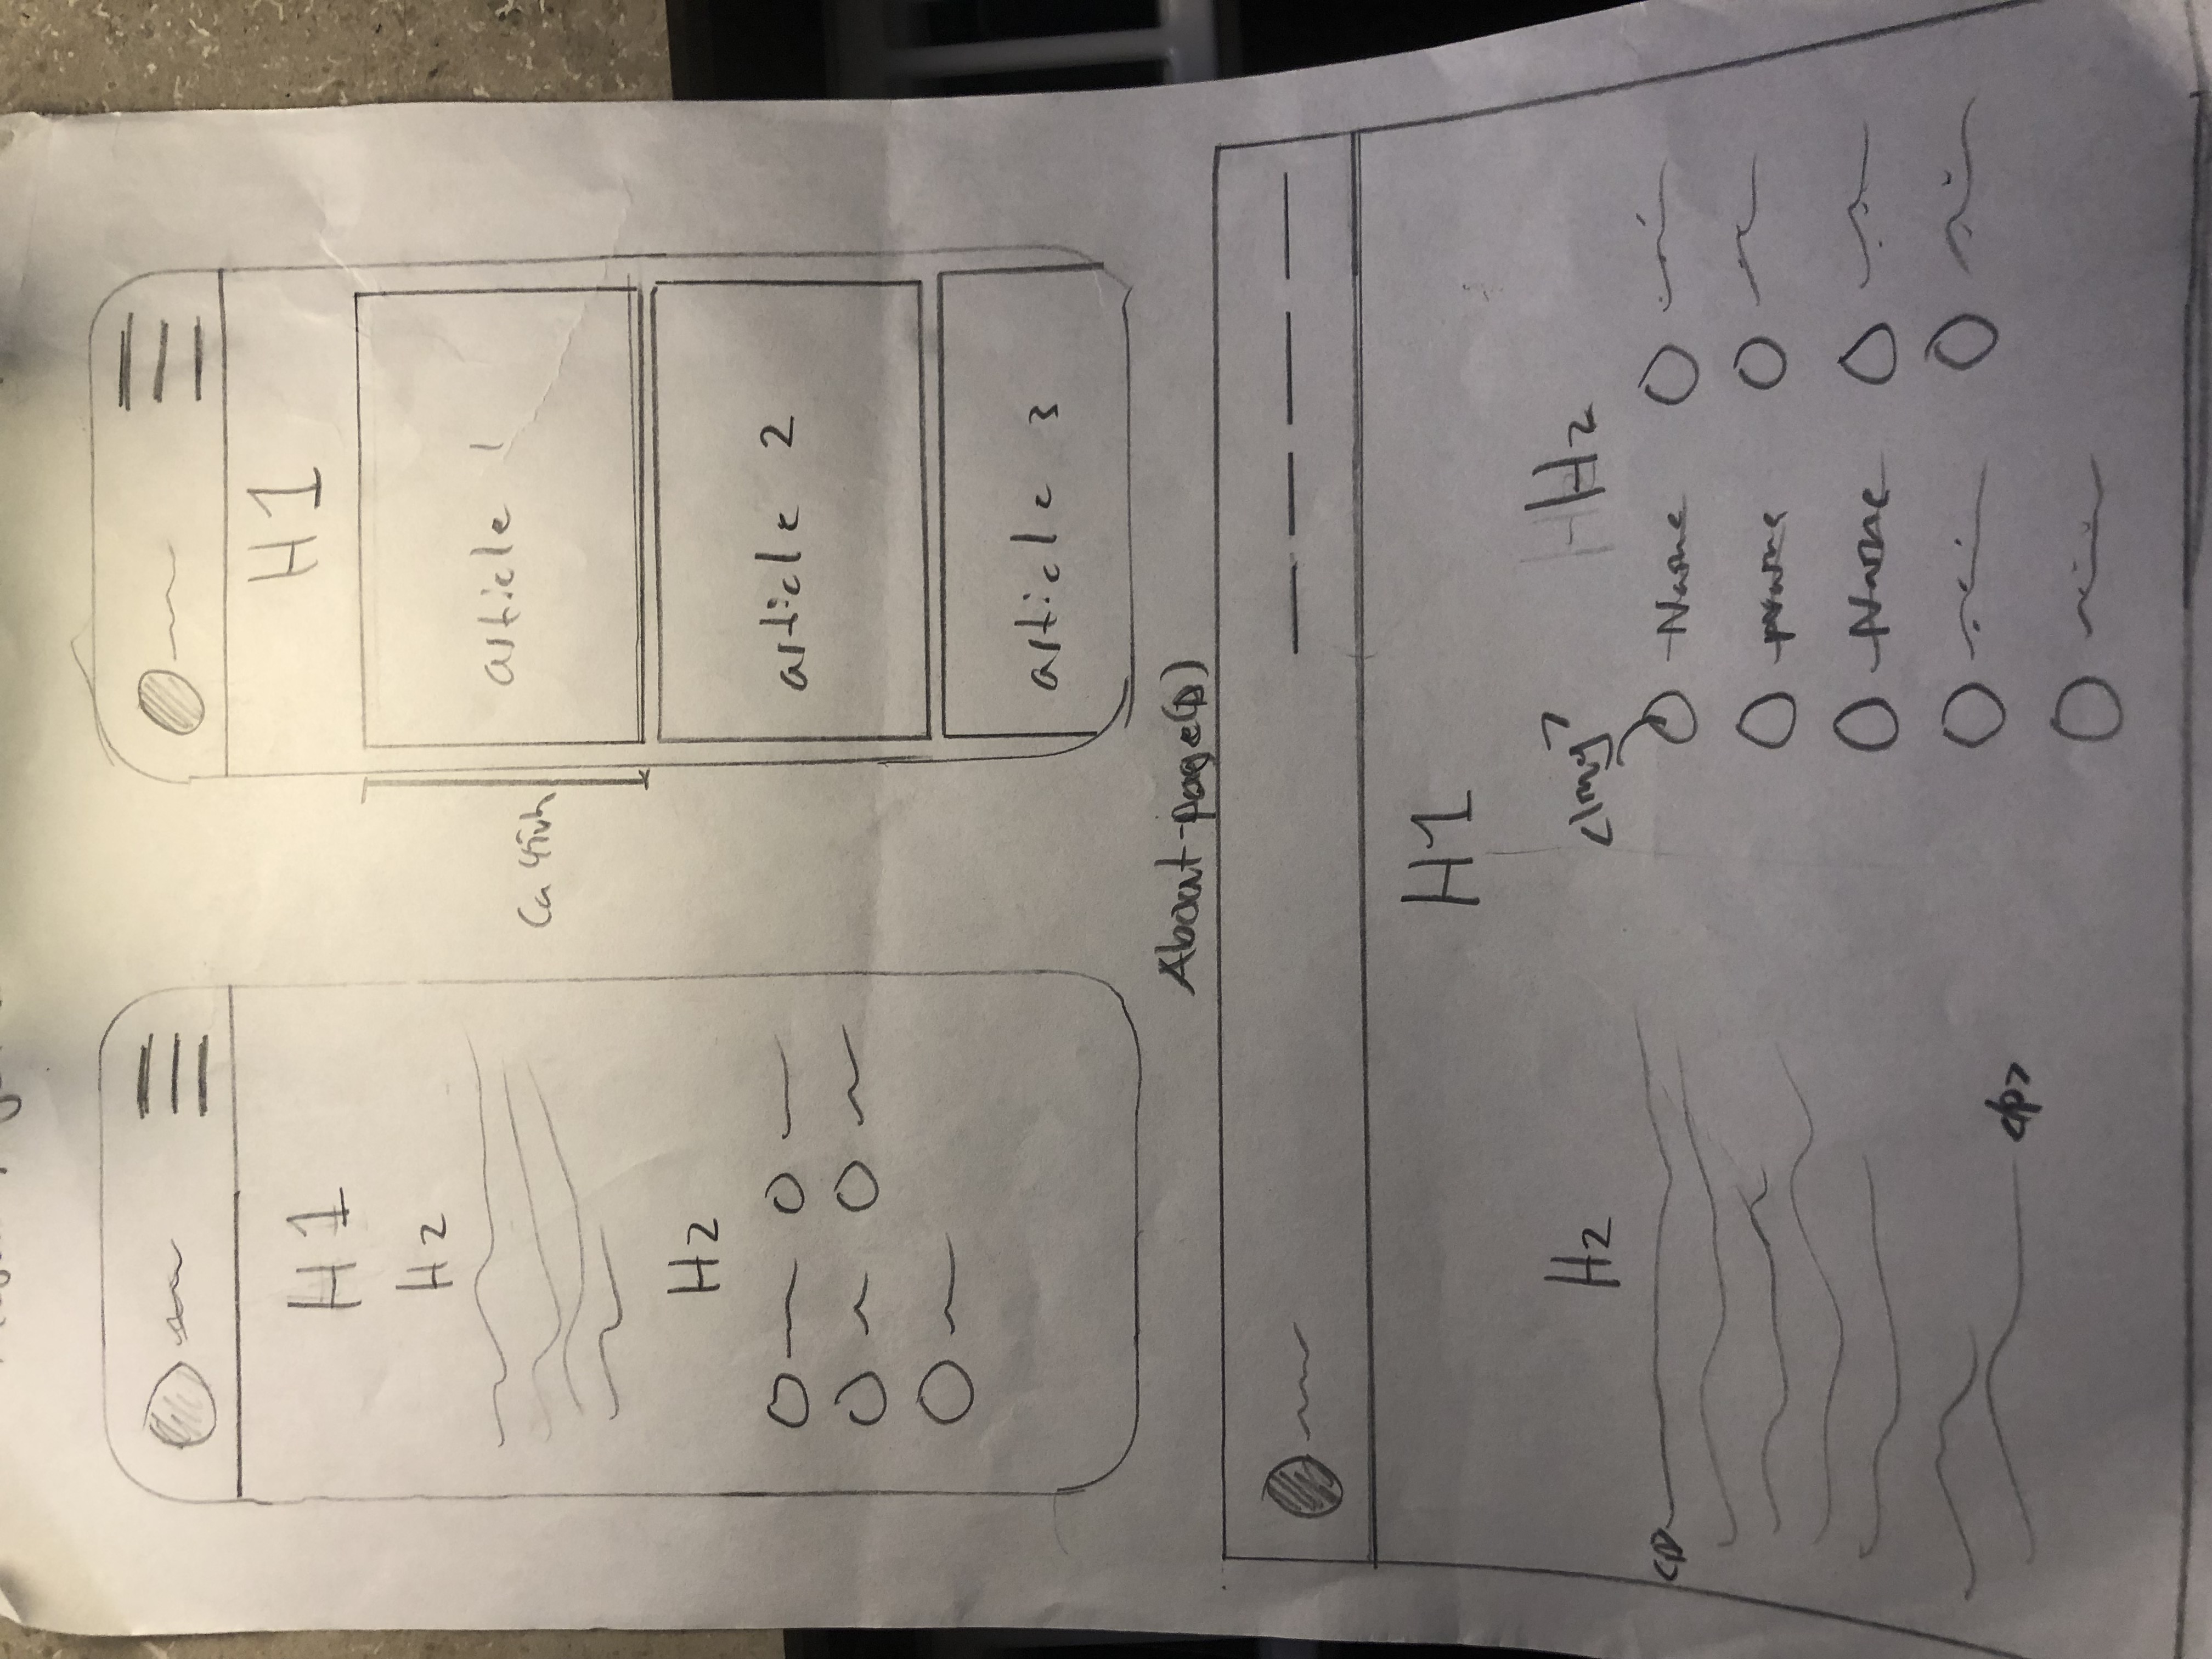 H1
H2
H2
H1
article 1
Ca
article 2
article 3
About-page(D)
H1
H2
<Img>
H2
<p>
Name
Name
Name
</p>